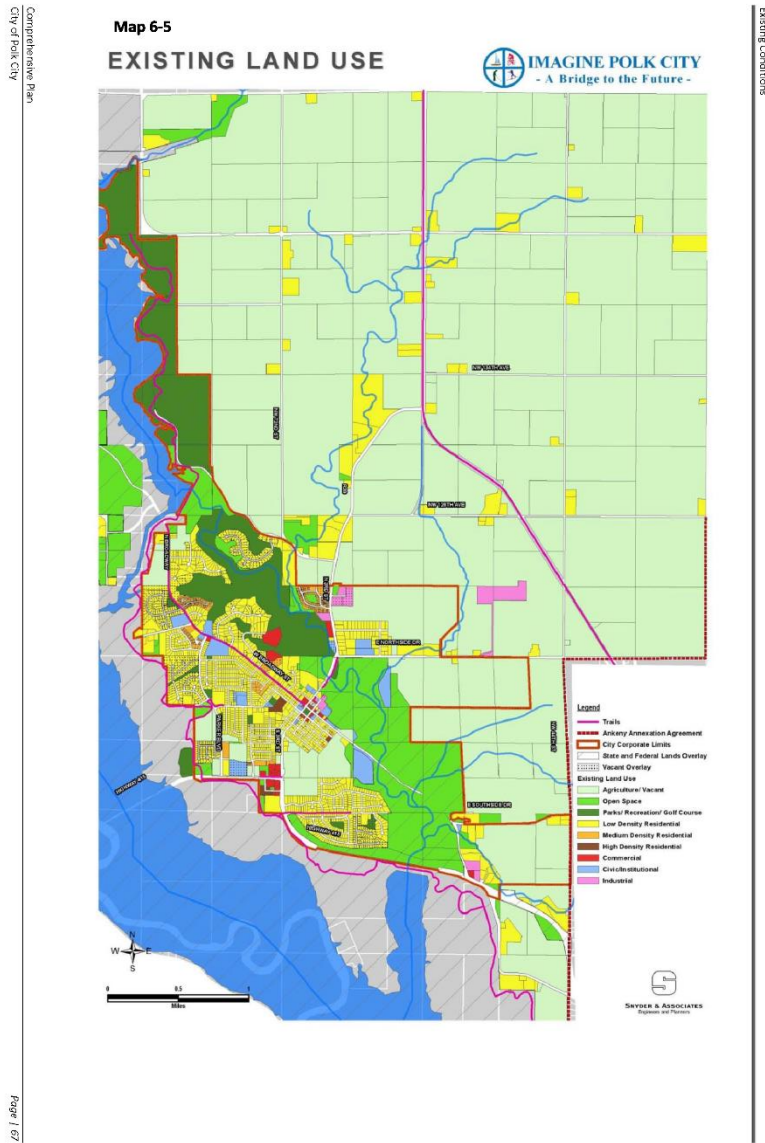 Existing Conditions
Map 6-5
EXISTING LAND USE
IMAGINE POLK CITY
- A Bridge to the Future -
NW 134TH AVE
NW 128TH AVE
E NORTHSIDE DR
W BROADWAY ST
E SOUTHSIDE DR
Legend
Trails
Ankeny Annexation Agreement
City Corporate Limits
State and Federal Lands Overlay
Vacant Overlay
Existing Land Use
Agriculture/ Vacant
Open Space
Parks/ Recreation/ Golf Course
Low Density Residential
Medium Density Residential
High Density Residential
Commercial
Civic/Institutional
Industrial
N
W E
S
0 0.5 1
Miles
SNYDER & ASSOCIATES
Engineers and Planners
Comprehensive Plan
City of Polk City
Page | 67